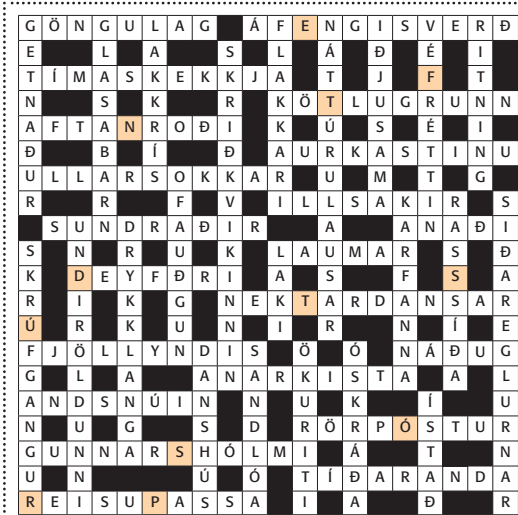 GÖNGULAG ÁFENGISVERÐ
E L A S L Á Ð É I
TÍMASKEKKJA T J F T
N S K R KÖTLUGRUNN
AFTANROÐI K Ú S É I
Ð B Í Ð AURKASTINU
ULLARSOKKAR U M T G
R R F V ILLSAKIR S
SUNDRAÐIR A ANAÐI
S N R U K LAUMAR S Ð
K DEYFÐRI A S F S A
R I K G NEKTARDANSAR
Ú R K U N I R N Í E
FJÖLLYNDIS Ö Ó NÁÐUG
G L A ANARKISTA A L
ANDSNÚIN N U K Í U
N U G S D RÖRPÓSTUR
GUNNARSHÓLMI Á T N
U N Ú Ó TÍÐARANDA
REISUPASSA I A Ð R